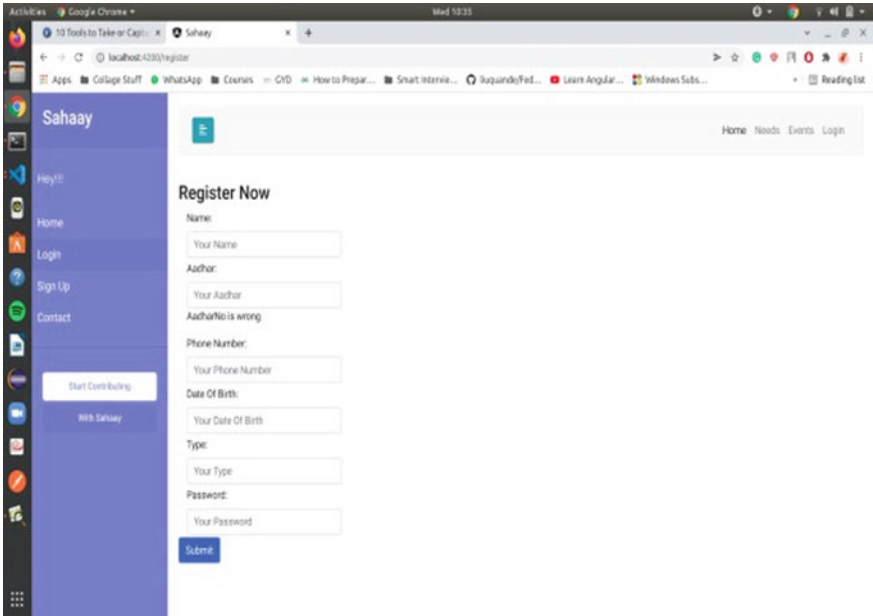 Activities Google Chrome Wed 10:35
10 Tools to Take or Capt Sahaay
localhost:4200/register
Apps Collage Stuff WhatsApp Courses GYD How to Prepar... Smart Intervie... Learn Angular... Windows Subs... Reading list
Sahaay
Home Needs Events Login
Hey!!!
Home
Login
Sign Up
Contact
Start Contributing
With Sahaay
Register Now
Name:
Your Name
Aadhar:
Your Aadhar
AadharNo is wrong
Phone Number:
Your Phone Number
Date Of Birth:
Your Date Of Birth
Type:
Your Type
Password:
Your Password
Submit